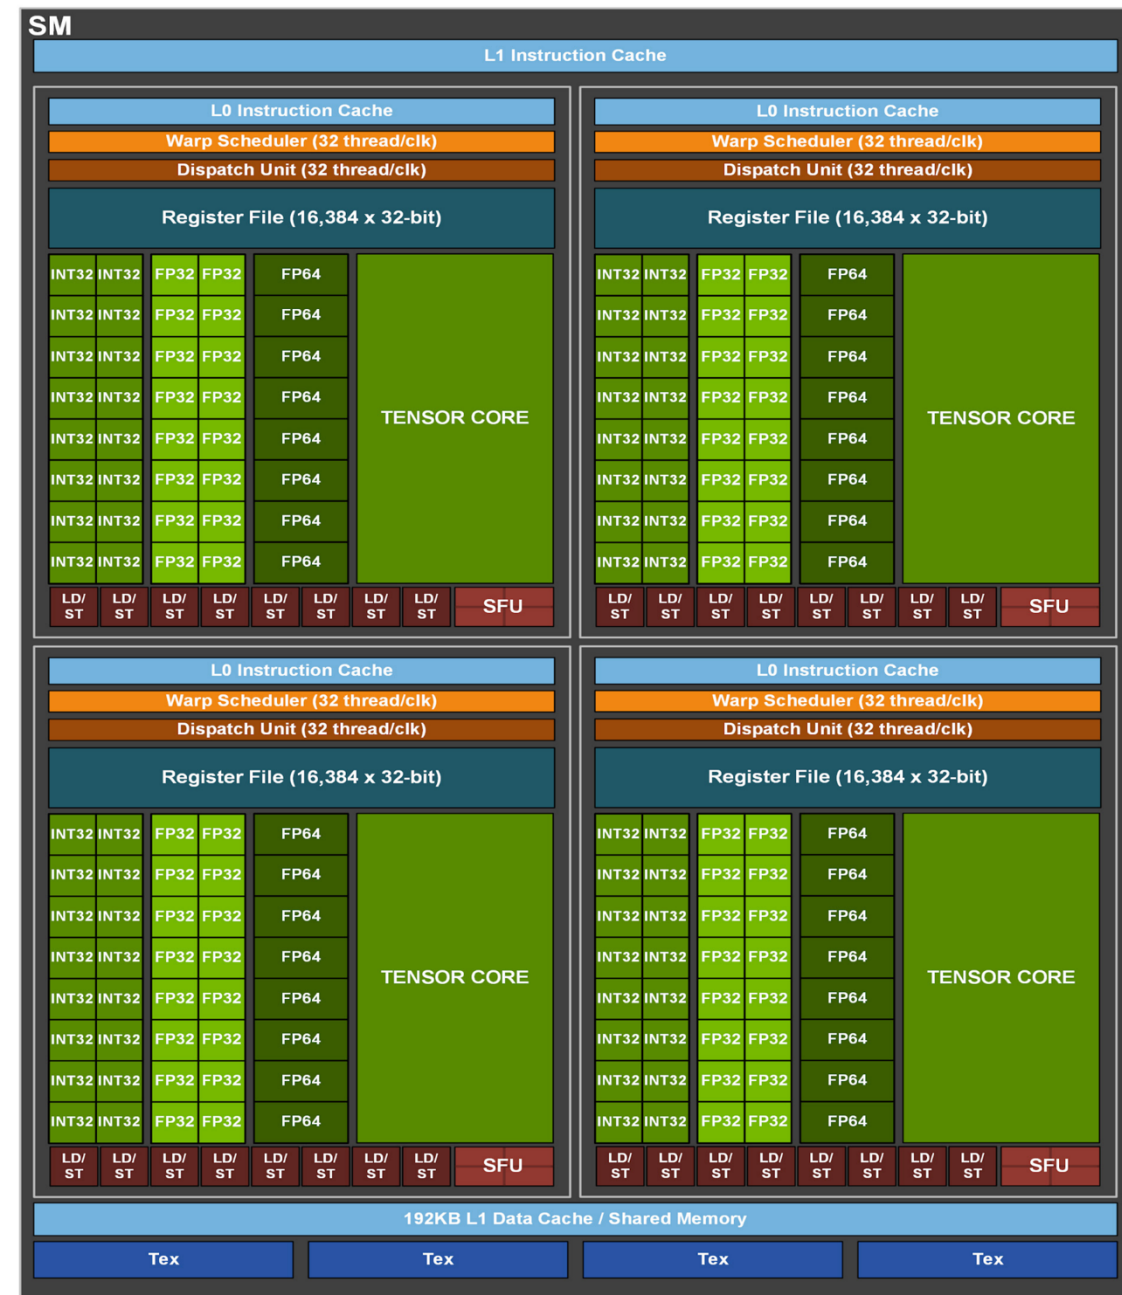 SM
L1 Instruction Cache
L0 Instruction Cache
Warp Scheduler (32 thread/clk)
Dispatch Unit (32 thread/clk)
Register File (16,384 x 32-bit)
INT32 INT32 FP32 FP32 FP64
INT32 INT32 FP32 FP32 FP64
INT32 INT32 FP32 FP32 FP64
INT32 INT32 FP32 FP32 FP64
TENSOR CORE
INT32 INT32 FP32 FP32 FP64
INT32 INT32 FP32 FP32 FP64
INT32 INT32 FP32 FP32 FP64
INT32 INT32 FP32 FP32 FP64
LD/ LD/ LD/ LD/ LD/ LD/ LD/ LD/
ST ST ST ST ST ST ST ST
SFU
L0 Instruction Cache
Warp Scheduler (32 thread/clk)
Dispatch Unit (32 thread/clk)
Register File (16,384 x 32-bit)
INT32 INT32 FP32 FP32 FP64
INT32 INT32 FP32 FP32 FP64
INT32 INT32 FP32 FP32 FP64
INT32 INT32 FP32 FP32 FP64
TENSOR CORE
INT32 INT32 FP32 FP32 FP64
INT32 INT32 FP32 FP32 FP64
INT32 INT32 FP32 FP32 FP64
INT32 INT32 FP32 FP32 FP64
LD/ LD/ LD/ LD/ LD/ LD/ LD/ LD/
ST ST ST ST ST ST ST ST
SFU
L0 Instruction Cache
Warp Scheduler (32 thread/clk)
Dispatch Unit (32 thread/clk)
Register File (16,384 x 32-bit)
INT32 INT32 FP32 FP32 FP64
INT32 INT32 FP32 FP32 FP64
INT32 INT32 FP32 FP32 FP64
INT32 INT32 FP32 FP32 FP64
TENSOR CORE
INT32 INT32 FP32 FP32 FP64
INT32 INT32 FP32 FP32 FP64
INT32 INT32 FP32 FP32 FP64
INT32 INT32 FP32 FP32 FP64
LD/ LD/ LD/ LD/ LD/ LD/ LD/ LD/
ST ST ST ST ST ST ST ST
SFU
L0 Instruction Cache
Warp Scheduler (32 thread/clk)
Dispatch Unit (32 thread/clk)
Register File (16,384 x 32-bit)
INT32 INT32 FP32 FP32 FP64
INT32 INT32 FP32 FP32 FP64
INT32 INT32 FP32 FP32 FP64
INT32 INT32 FP32 FP32 FP64
TENSOR CORE
INT32 INT32 FP32 FP32 FP64
INT32 INT32 FP32 FP32 FP64
INT32 INT32 FP32 FP32 FP64
INT32 INT32 FP32 FP32 FP64
LD/ LD/ LD/ LD/ LD/ LD/ LD/ LD/
ST ST ST ST ST ST ST ST
SFU
192KB L1 Data Cache / Shared Memory
Tex Tex Tex Tex